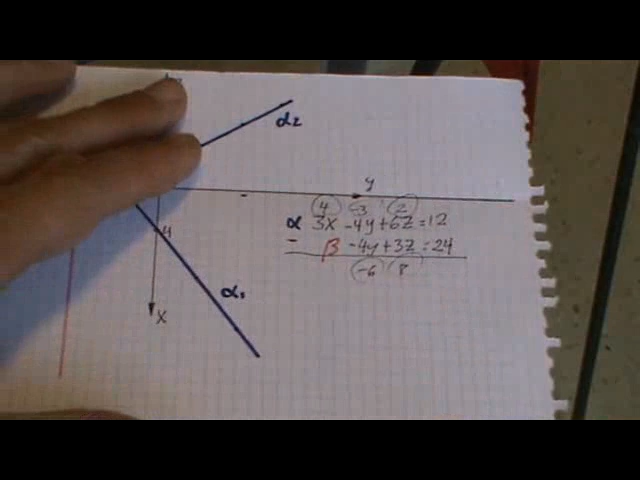 α2
y
4 -3 2
α 3x -4y +6z = 12
- β -4y +3z = 24
-6 8
4
α1
x